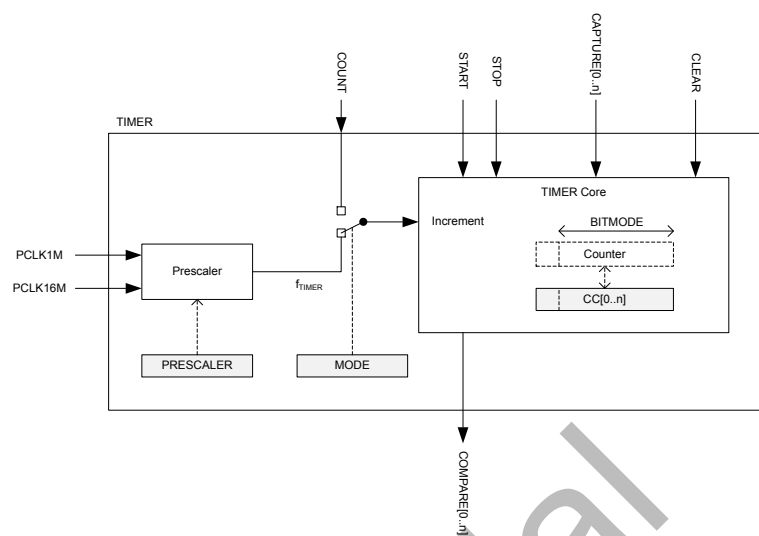 COUNT
START
STOP
CAPTURE[0..n]
CLEAR
TIMER
TIMER Core
Increment
BITMODE
Counter
CC[0..n]
PCLK1M
Prescaler
PCLK16M
fTIMER
PRESCALER
MODE
COMPARE[0..n]